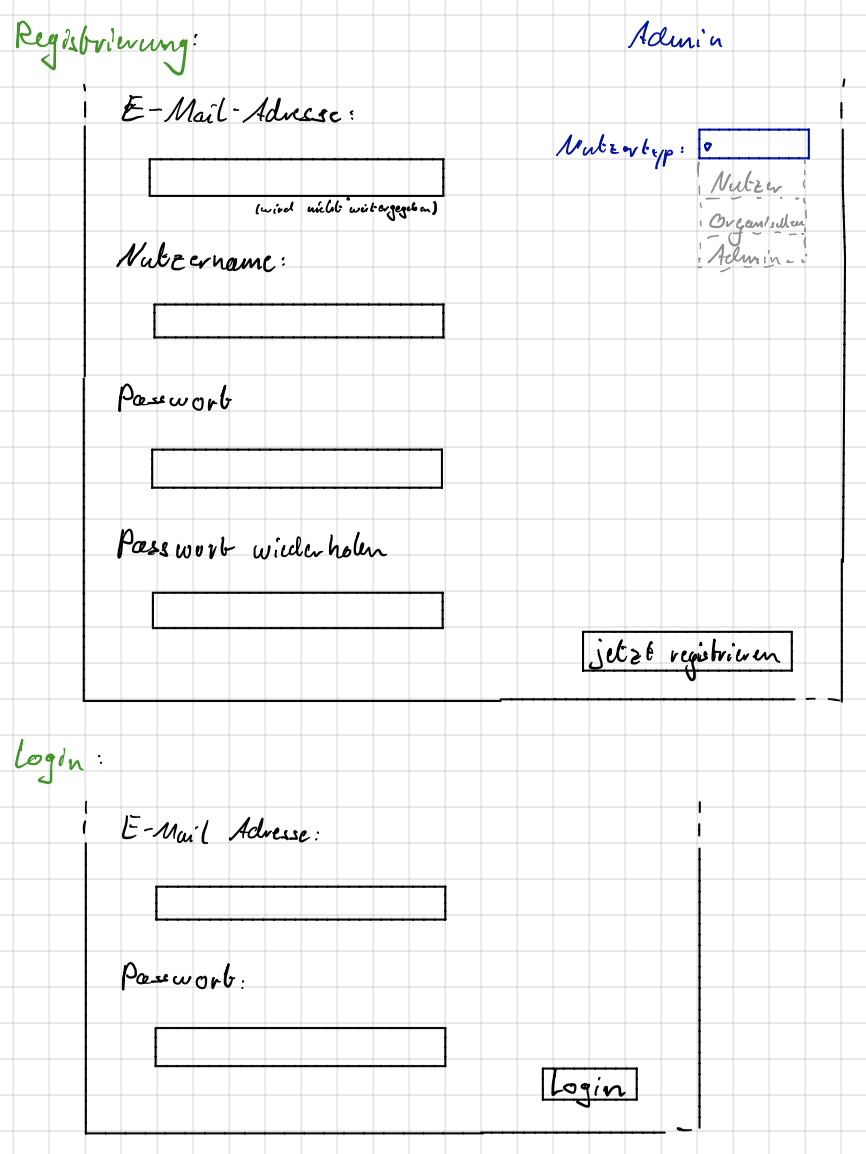 Registrierung:
Admin
E-Mail-Adresse:
Nutzertyp:
Nutzer
(wird nicht weitergegeben)
Organisation
Nutzername:
Admin
Passwort
Passwort wiederholen
jetzt registrieren
Login:
E-Mail Adresse:
Passwort:
Login